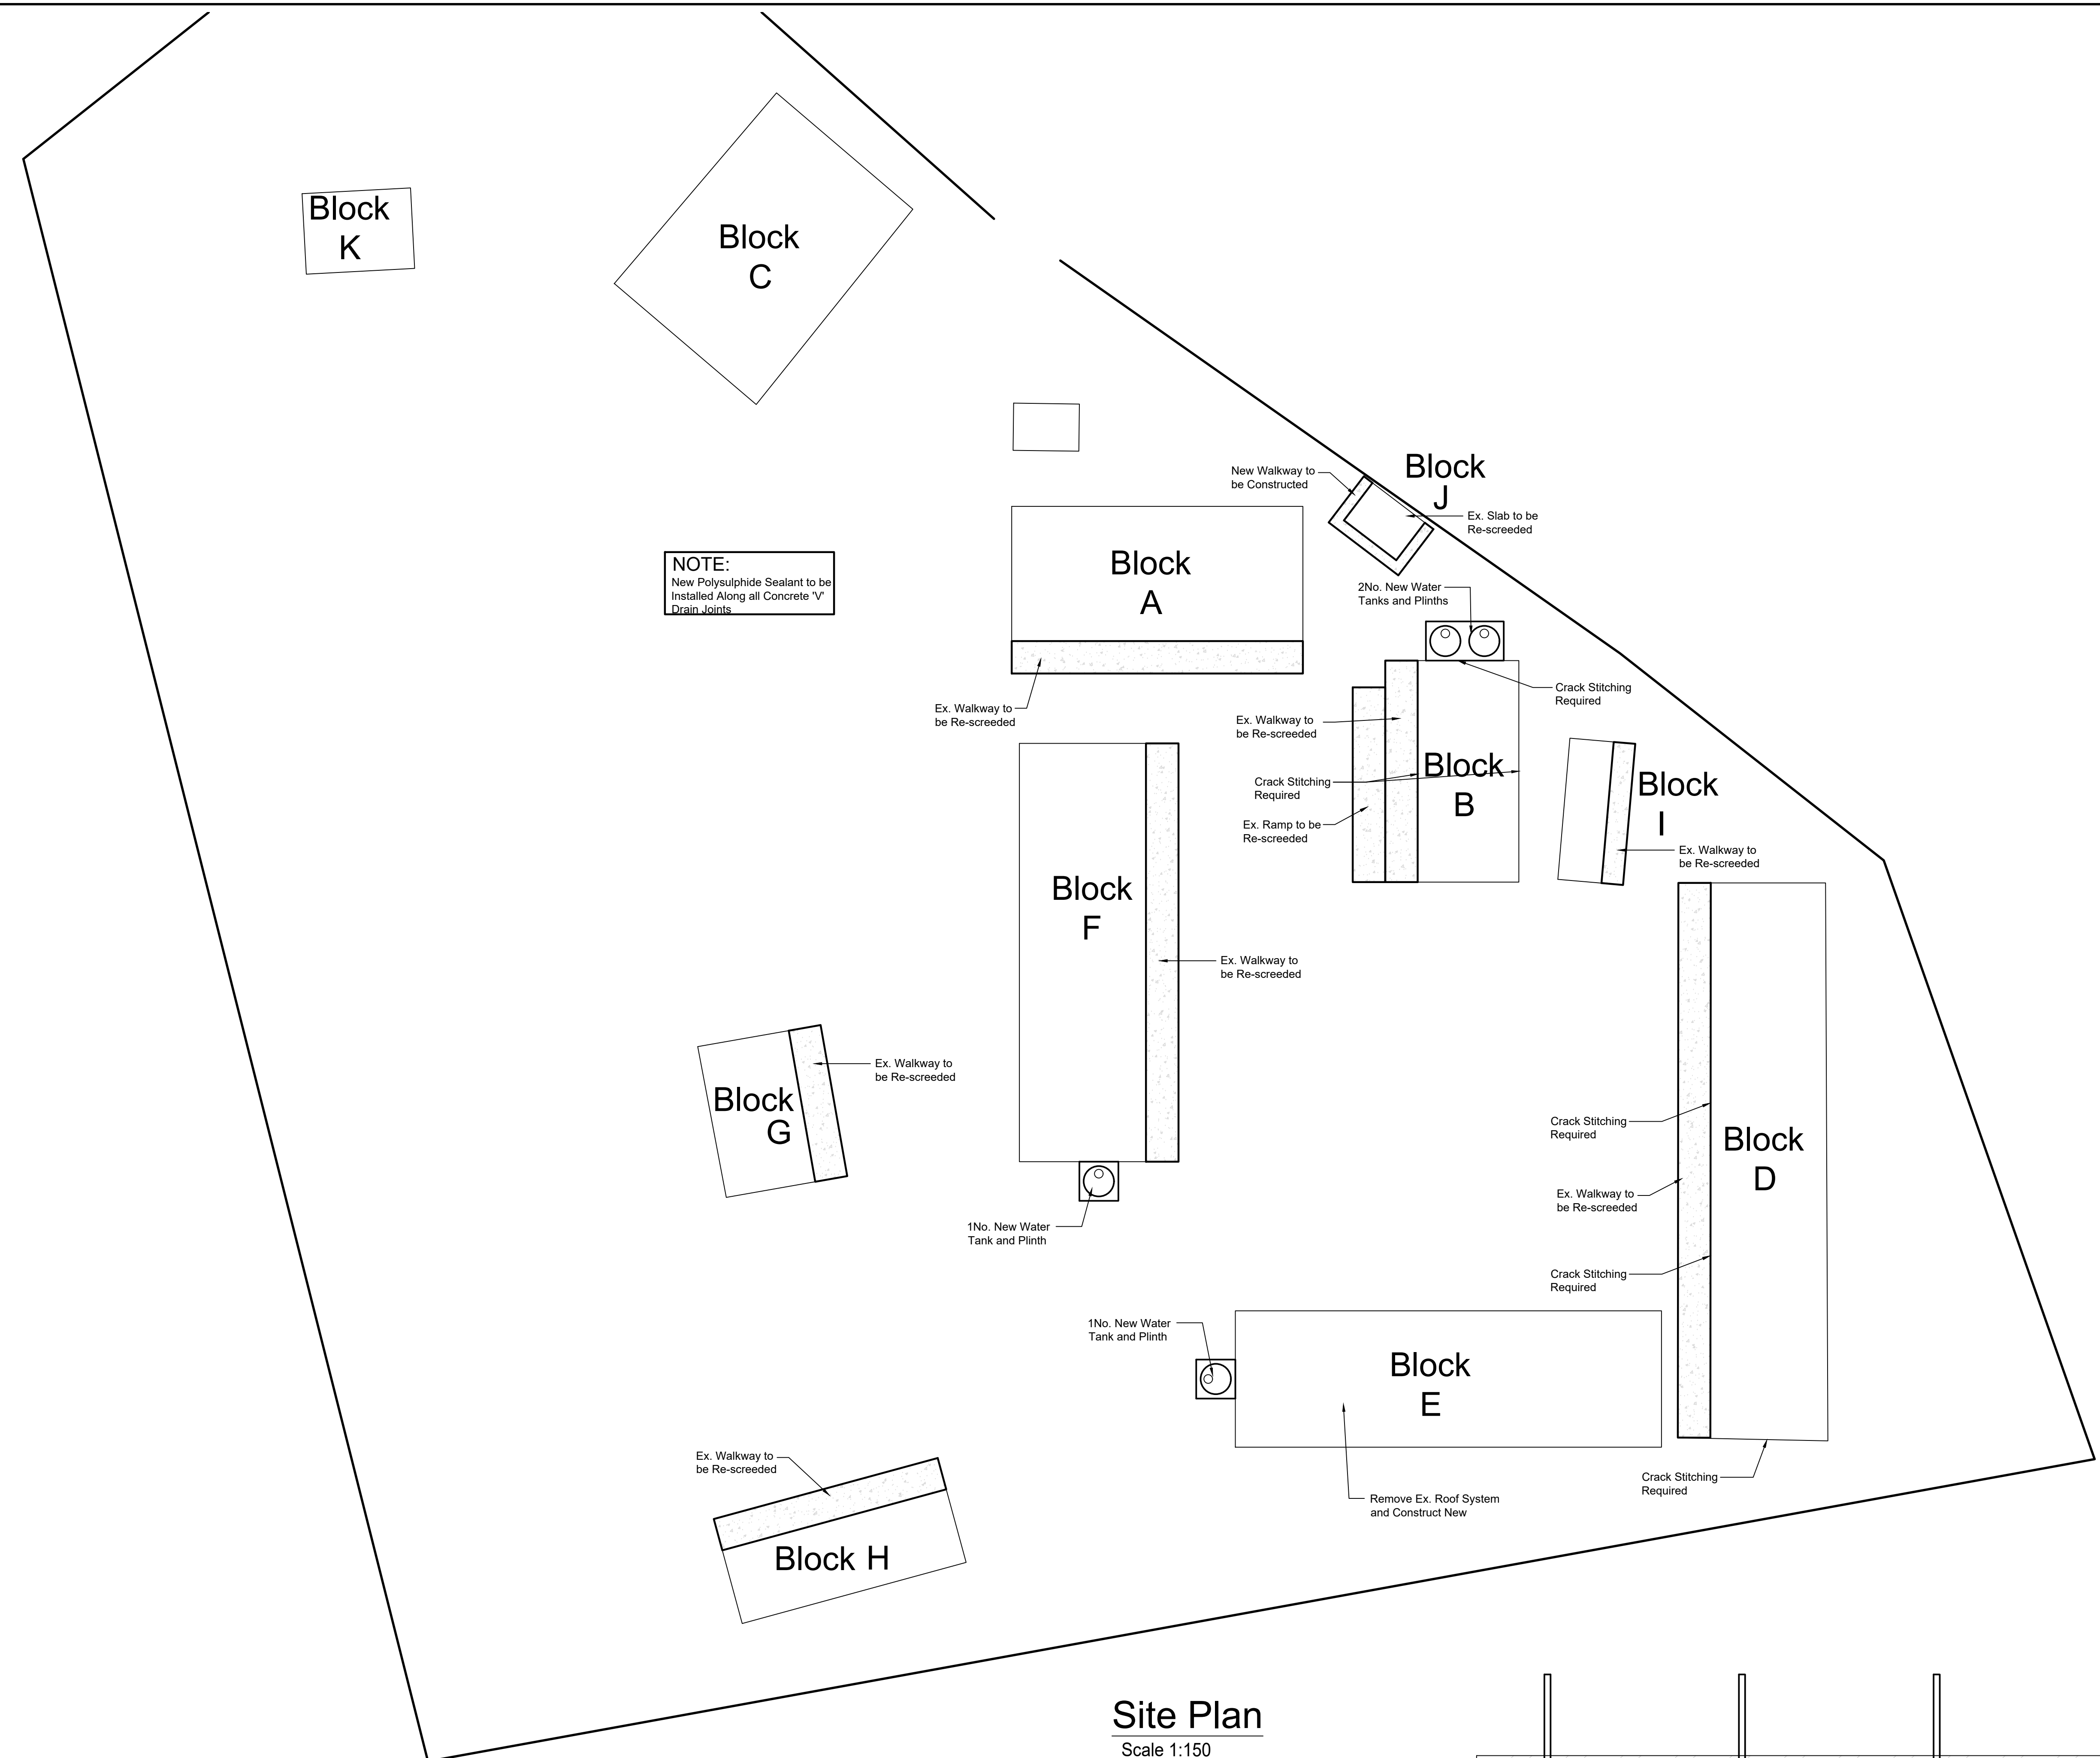 Block
K
Block
C
Block
J
New Walkway to
be Constructed
Ex. Slab to be
Re-screeded
NOTE:
New Polysulphide Sealant to be
Installed Along all Concrete 'V'
Drain Joints
Block
A
2No. New Water
Tanks and Plinths
Crack Stitching
Required
Ex. Walkway to
be Re-screeded
Ex. Walkway to
be Re-screeded
Crack Stitching
Required
Ex. Ramp to be
Re-screeded
Block
B
Block
I
Ex. Walkway to
be Re-screeded
Block
F
Ex. Walkway to
be Re-screeded
Block
G
Ex. Walkway to
be Re-screeded
Crack Stitching
Required
Block
D
Ex. Walkway to
be Re-screeded
1No. New Water
Tank and Plinth
Crack Stitching
Required
1No. New Water
Tank and Plinth
Block
E
Ex. Walkway to
be Re-screeded
Crack Stitching
Required
Remove Ex. Roof System
and Construct New
Block H
Site Plan
Scale 1:150